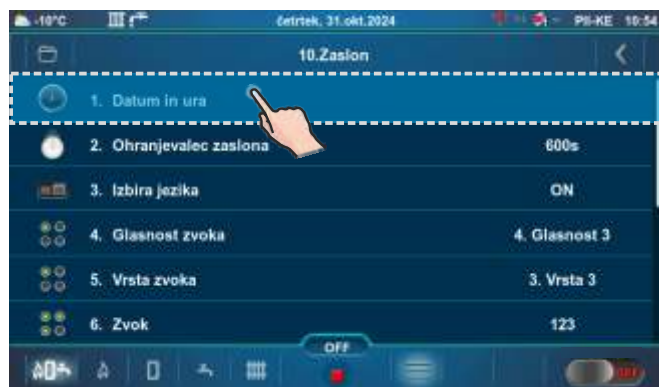 -10°C četrtek, 31.okt.2024 PII-KE 10:54
10.Zaslon
1. Datum in ura
2. Ohranjevalec zaslona 600s
3. Izbira jezika ON
4. Glasnost zvoka 4. Glasnost 3
5. Vrsta zvoka 3. Vrsta 3
6. Zvok 123
OFF
OFF